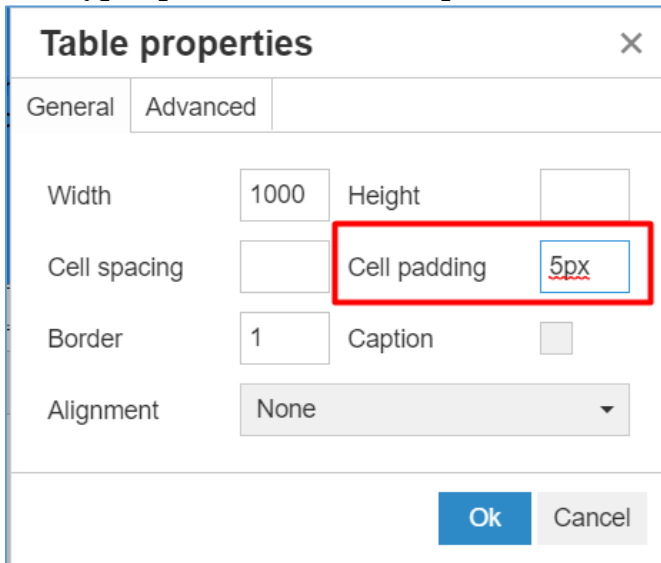 Table properties ×
General Advanced
Width 1000 Height
Cell spacing Cell padding 5px
Border 1 Caption
Alignment None
Ok Cancel